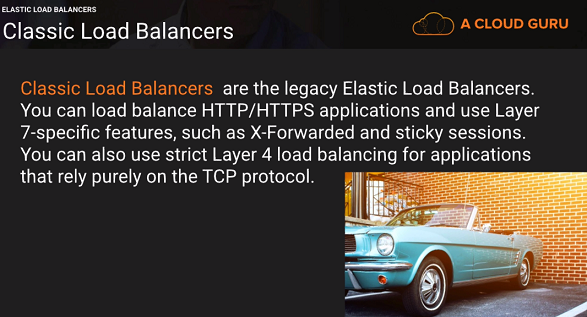 ELASTIC LOAD BALANCERS
Classic Load Balancers
A CLOUD GURU
Classic Load Balancers are the legacy Elastic Load Balancers.
You can load balance HTTP/HTTPS applications and use Layer
7-specific features, such as X-Forwarded and sticky sessions.
You can also use strict Layer 4 load balancing for applications
that rely purely on the TCP protocol.